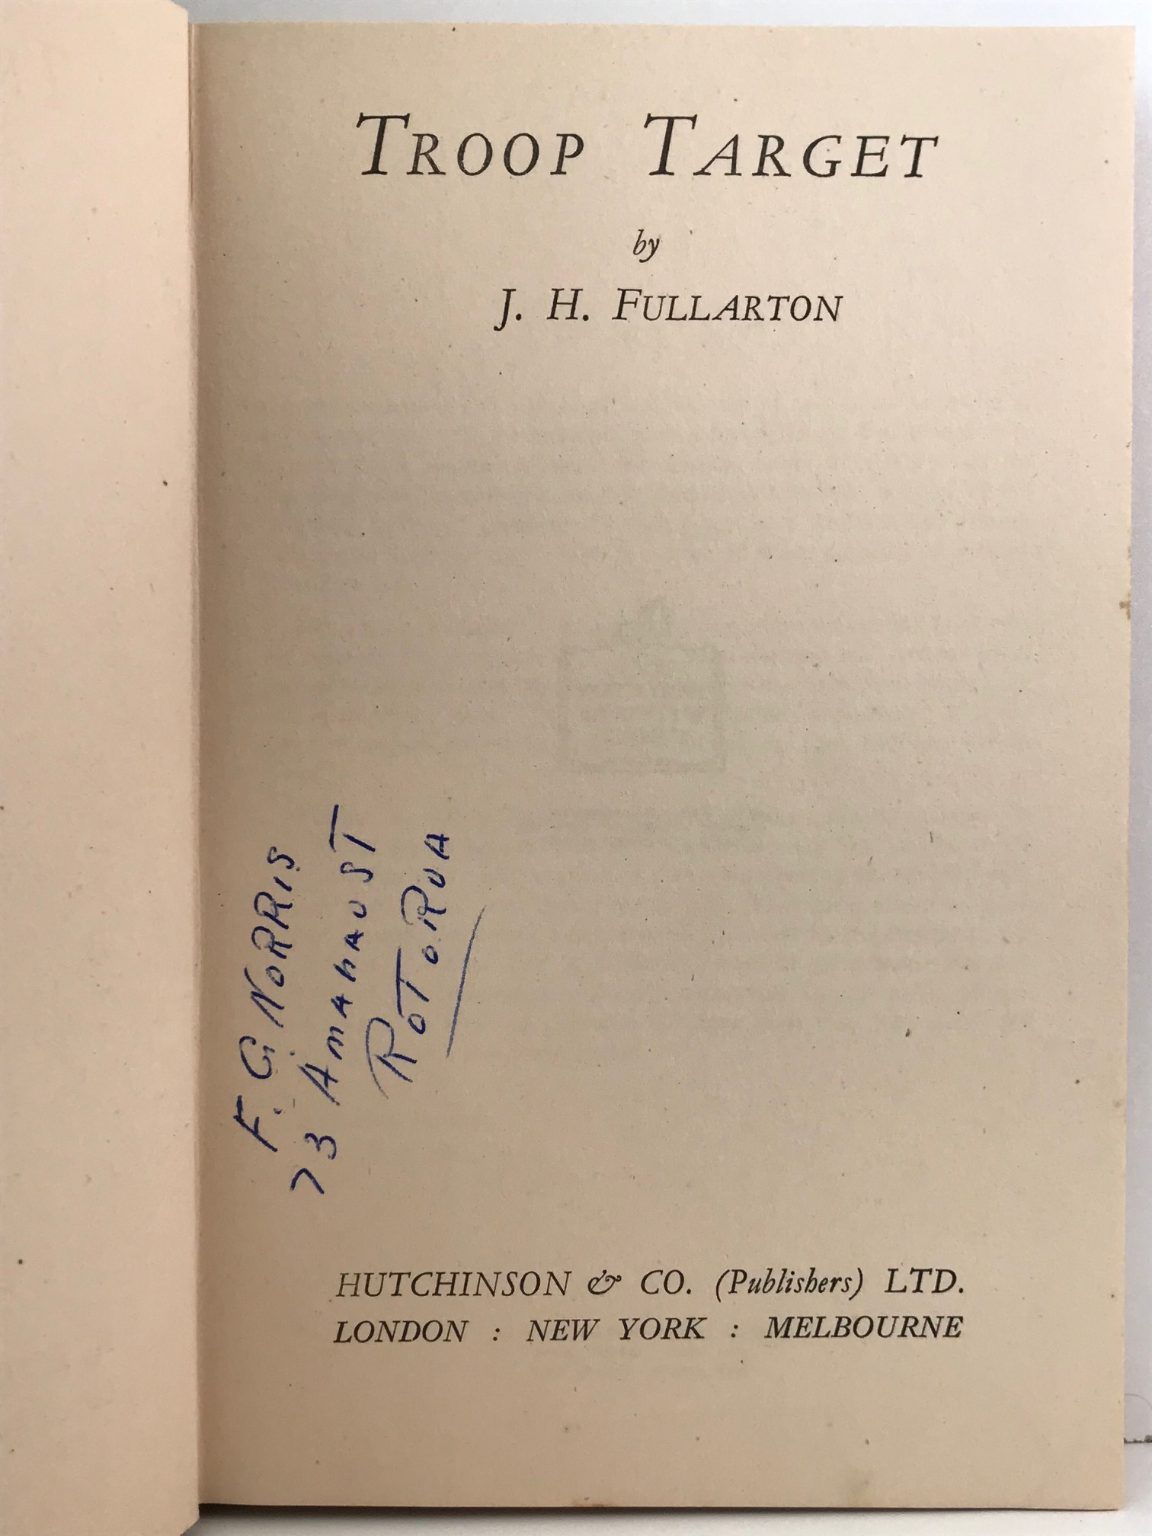 TROOP TARGET
by
J. H. FULLARTON
F. G. NORRIS
73 AMAHAU ST
ROTORUA
HUTCHINSON & CO. (Publishers) LTD.
LONDON : NEW YORK : MELBOURNE